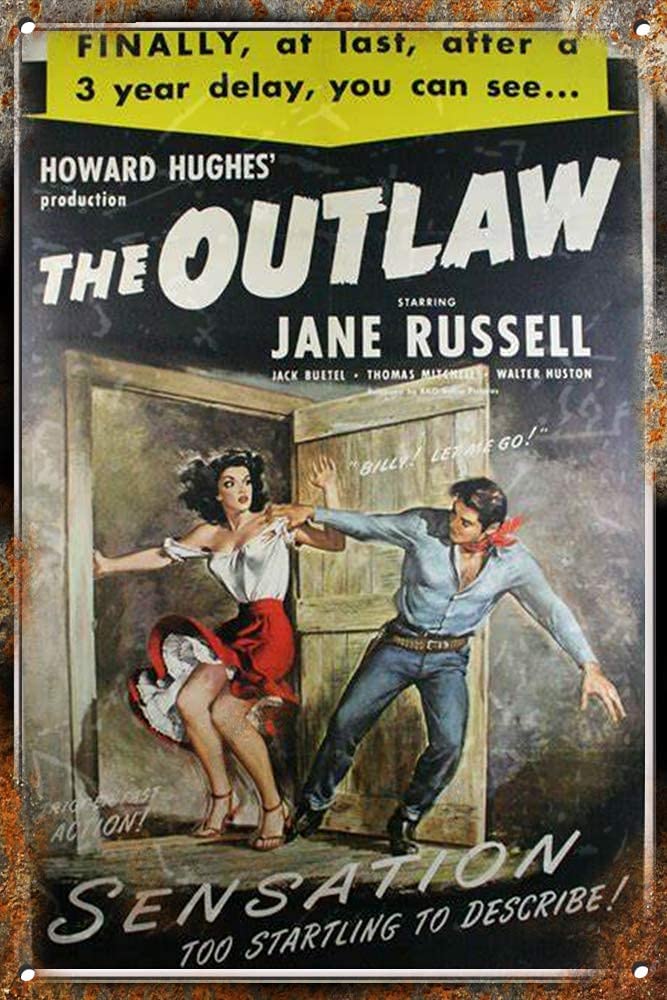 FINALLY, at last, after a
3 year delay, you can see...
HOWARD HUGHES'
production
THE OUTLAW
STARRING
JANE RUSSELL
JACK BUETEL • THOMAS MITCHELL • WALTER HUSTON
"BILLY! LET ME GO!"
ACTION!
SENSATION
TOO STARTLING TO DESCRIBE!